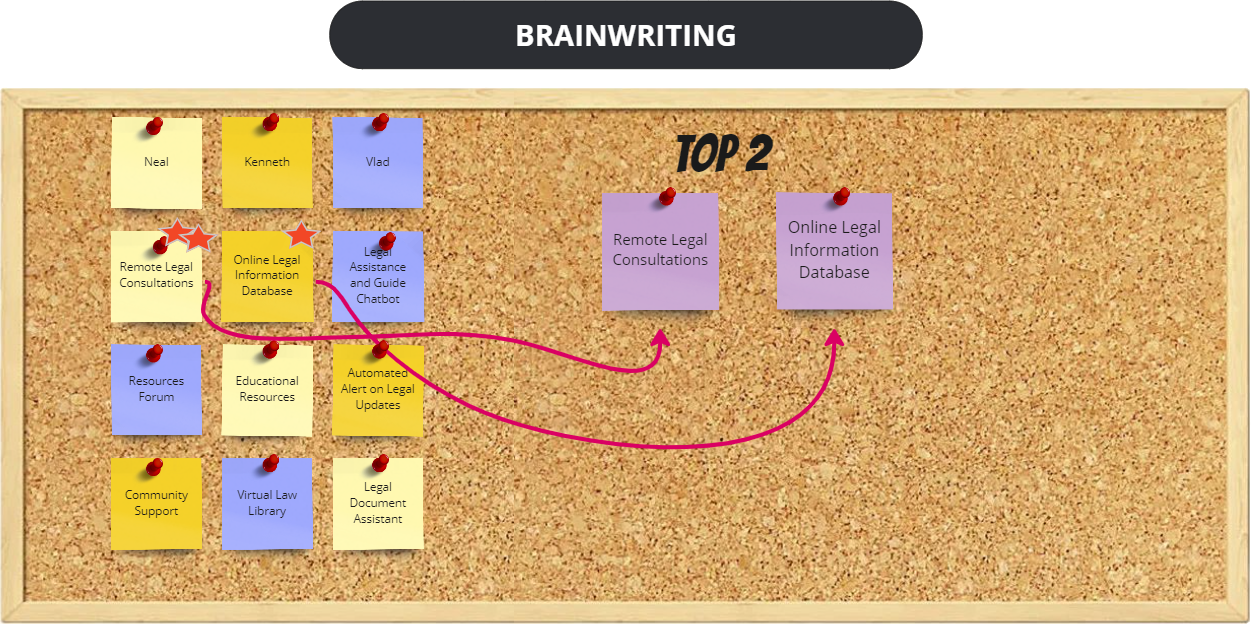 BRAINWRITING
TOP 2
Neal
Kenneth
Vlad
Remote Legal
Consultations
Online Legal
Information
Database
Legal
Assistance
and Guide
Chatbot
Resources
Forum
Educational
Resources
Automated
Alert on Legal
Updates
Community
Support
Virtual Law
Library
Legal
Document
Assistant
Remote Legal
Consultations
Online Legal
Information
Database